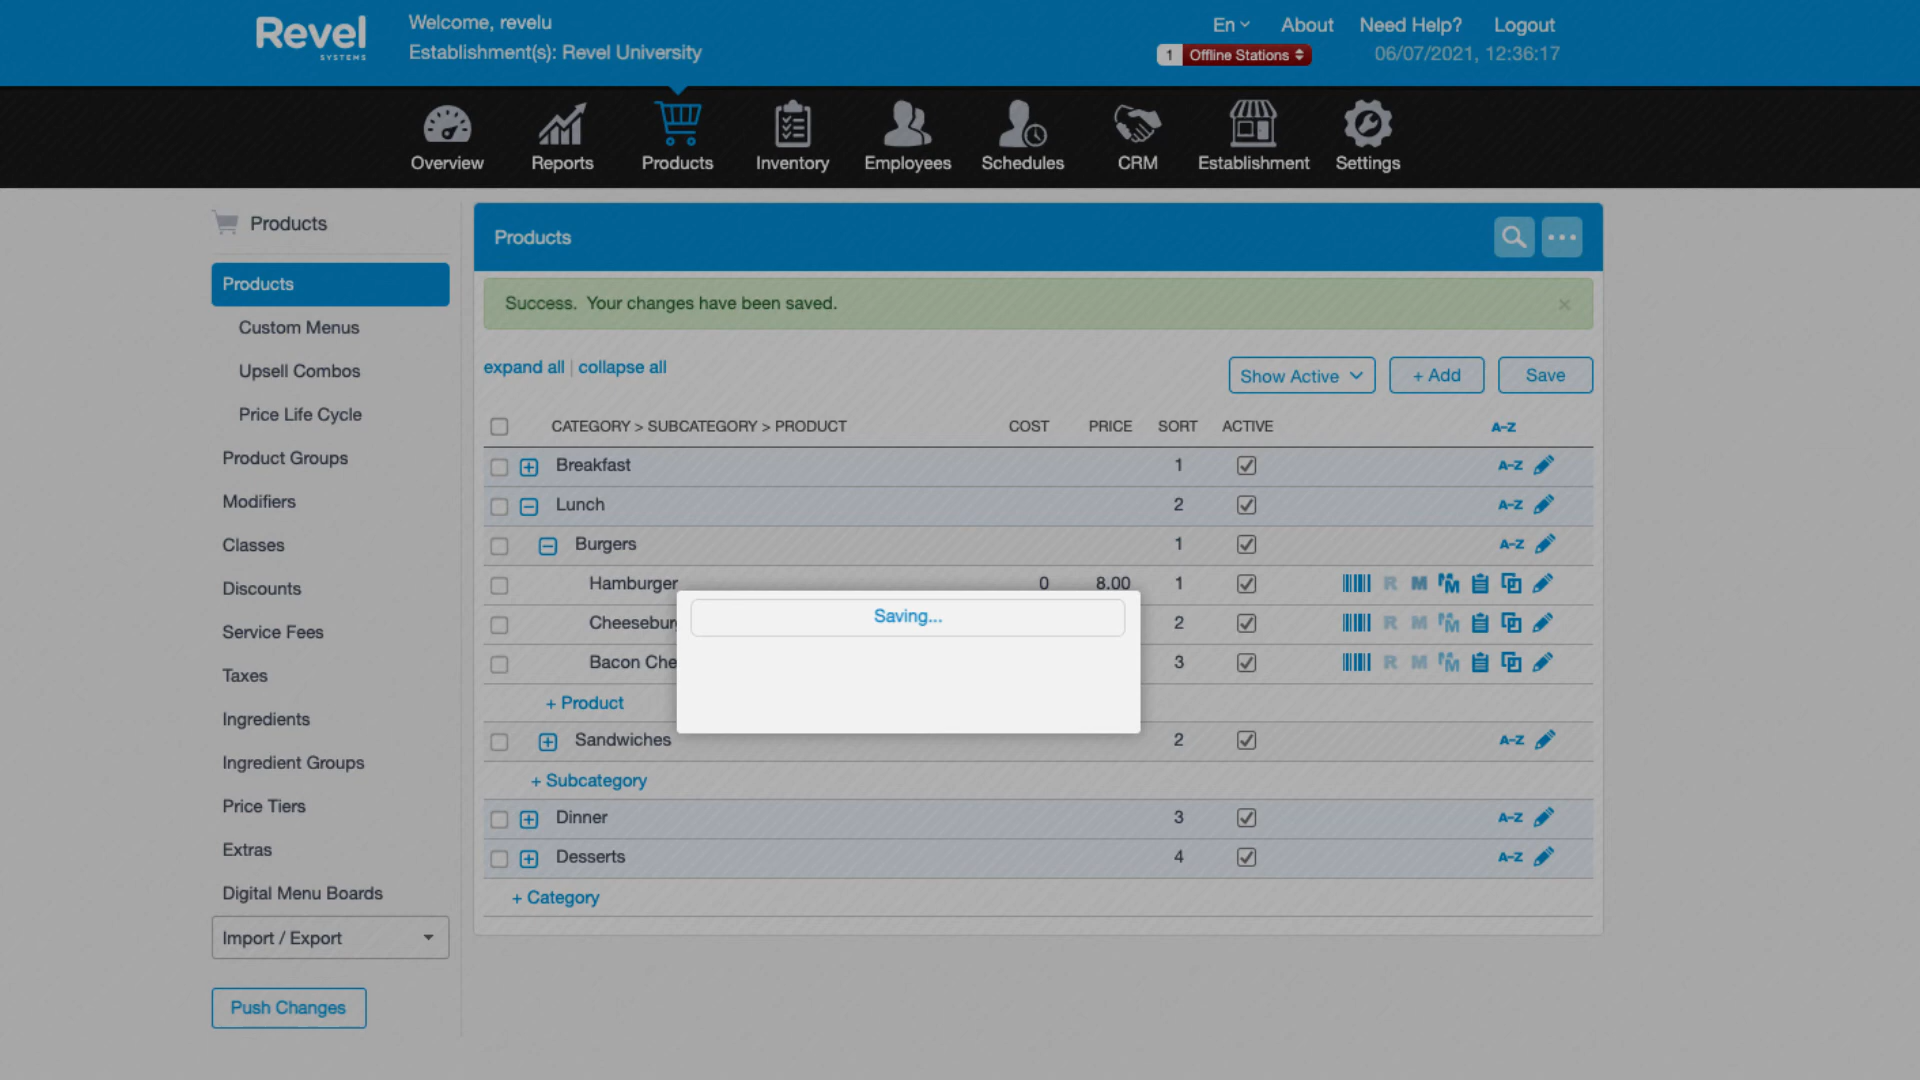 Revel
SYSTEMS
Welcome, revelu
Establishment(s): Revel University
En
About
Need Help?
Logout
1
Offline Stations
06/07/2021, 12:36:17
Overview
Reports
Products
Inventory
Employees
Schedules
CRM
Establishment
Settings
Products
Products
Custom Menus
Upsell Combos
Price Life Cycle
Product Groups
Modifiers
Classes
Discounts
Service Fees
Taxes
Ingredients
Ingredient Groups
Price Tiers
Extras
Digital Menu Boards
Import / Export
Push Changes
Products
Success. Your changes have been saved.
×
expand all | collapse all
Show Active
+ Add
Save
CATEGORY > SUBCATEGORY > PRODUCT COST PRICE SORT ACTIVE A-Z
Breakfast 1 A-Z
Lunch 2 A-Z
Burgers 1 A-Z
Hamburger 0 8.00 1 R M M
Cheesebur 2 R M M
Bacon Che 3 R M M
Saving...
+ Product
Sandwiches 2 A-Z
+ Subcategory
Dinner 3 A-Z
Desserts 4 A-Z
+ Category